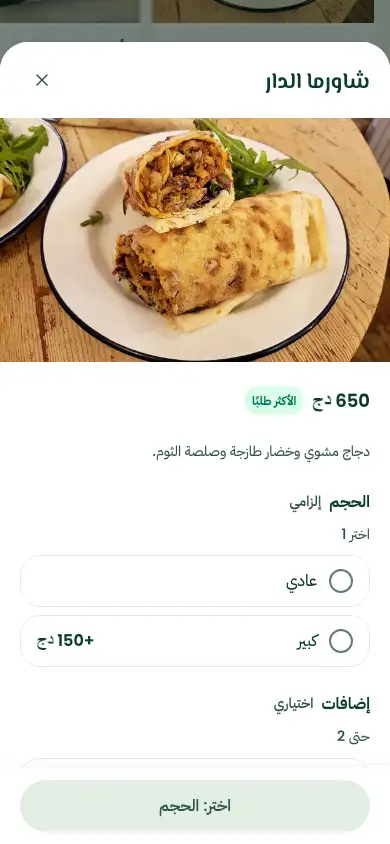 شاورما الدار
650 دج الأكثر طلبًا
دجاج مشوي وخضار طازجة وصلصة الثوم.
الحجم إلزامي
اختر 1
عادي
كبير +150 دج
إضافات اختياري
حتى 2
اختر: الحجم